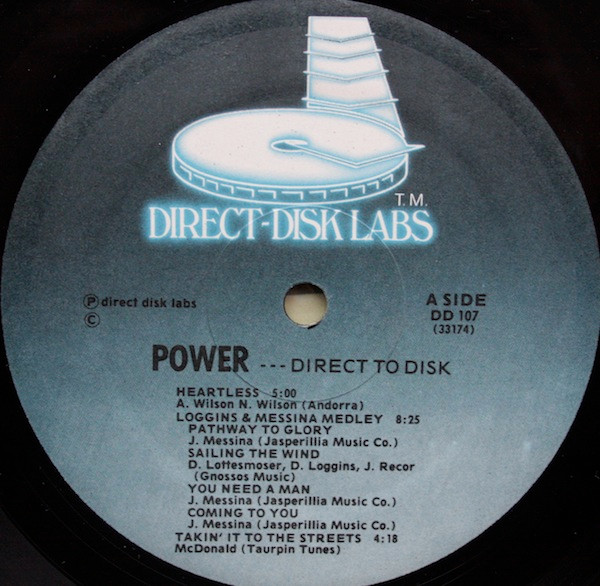 T.M.
DIRECT-DISK LABS
Ⓟ direct disk labs
©
A SIDE
DD 107
(33174)
POWER --- DIRECT TO DISK
HEARTLESS 5:00
A. Wilson N. Wilson (Andorra)
LOGGINS & MESSINA MEDLEY 8:25
PATHWAY TO GLORY
J. Messina (Jasperillia Music Co.)
SAILING THE WIND
D. Lottesmoser, D. Loggins, J. Recor
(Gnossos Music)
YOU NEED A MAN
J. Messina (Jasperillia Music Co.)
COMING TO YOU
J. Messina (Jasperillia Music Co.)
TAKIN' IT TO THE STREETS 4:18
McDonald (Taurpin Tunes)